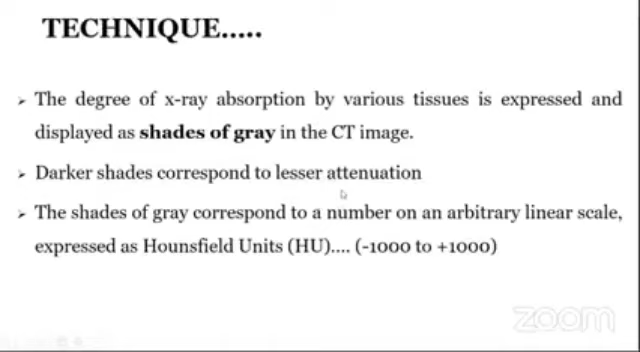 TECHNIQUE.....
The degree of x-ray absorption by various tissues is expressed and
displayed as shades of gray in the CT image.
Darker shades correspond to lesser attenuation
The shades of gray correspond to a number on an arbitrary linear scale,
expressed as Hounsfield Units (HU).... (-1000 to +1000)
zoom